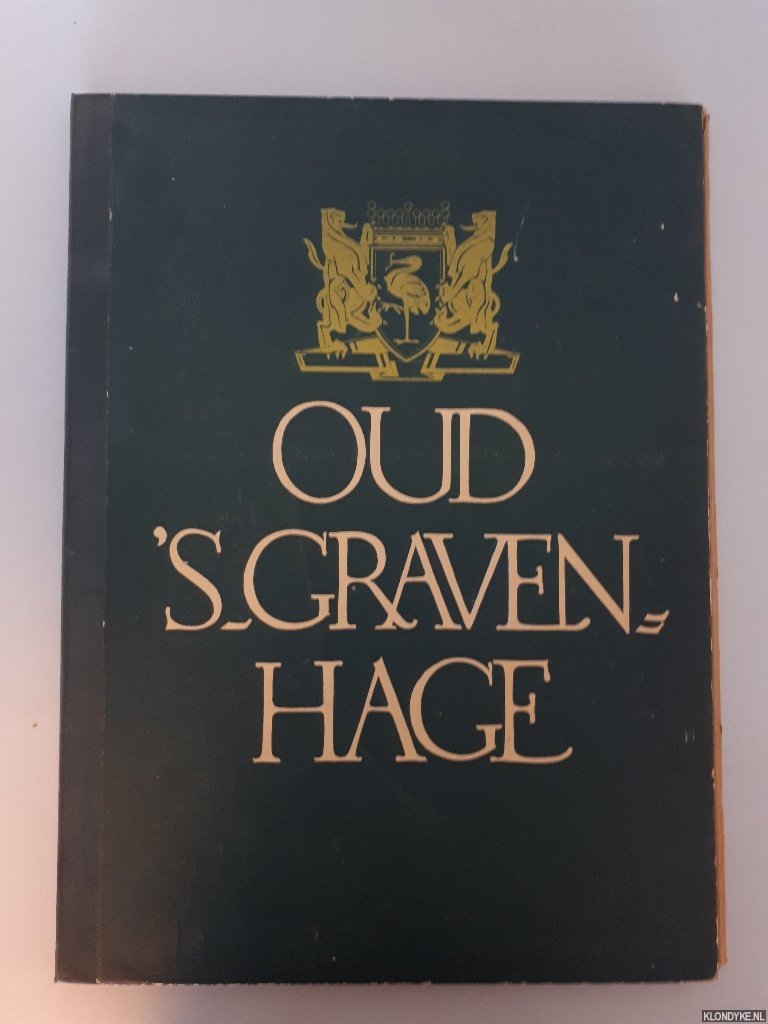 OUD
'S-GRAVEN=
HAGE
KLONDYKE.NL